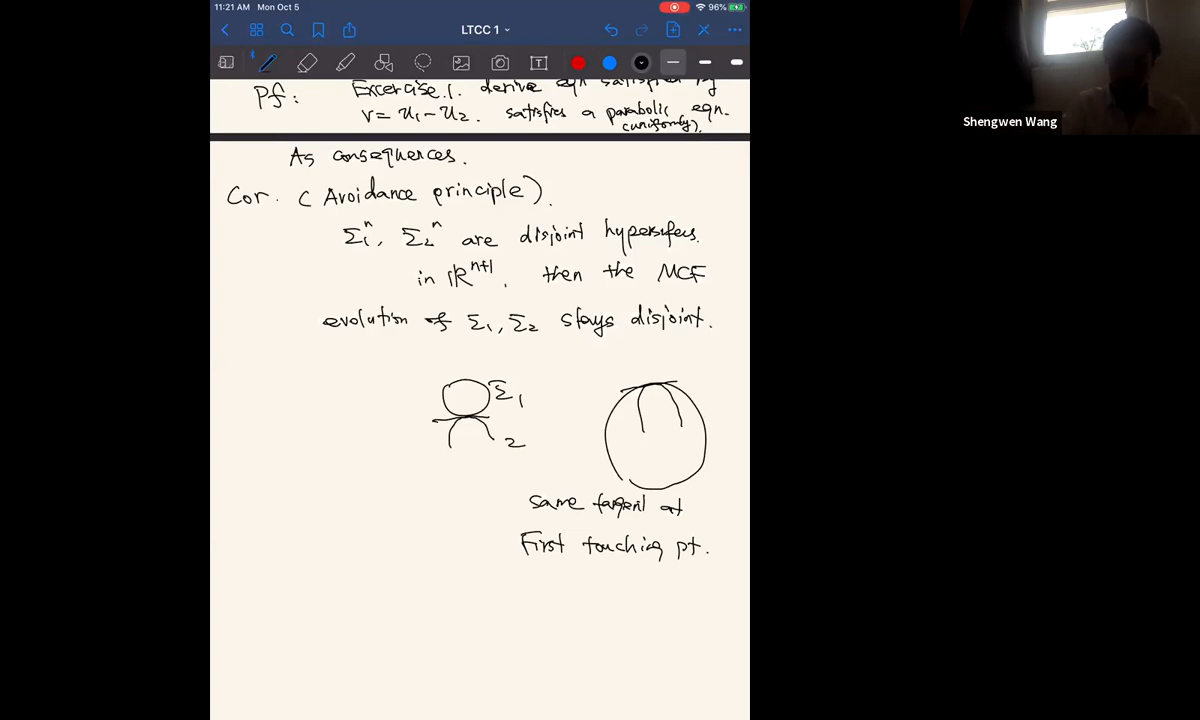 11:21 AM Mon Oct 5
96%
LTCC 1
Pf: Excercise 1. derive eqn satisfied by
v = u₁ - u₂. satisfies a parabolic eqn.
(uniformly).
As consequences.
Cor. (Avoidance principle).
Σ₁ⁿ, Σ₂ⁿ are disjoint hypersfcs.
in ℝⁿ⁺¹, then the MCF
evolution of Σ₁, Σ₂ stays disjoint.
Σ₁
2
same tangent at
First touching pt.
Shengwen Wang